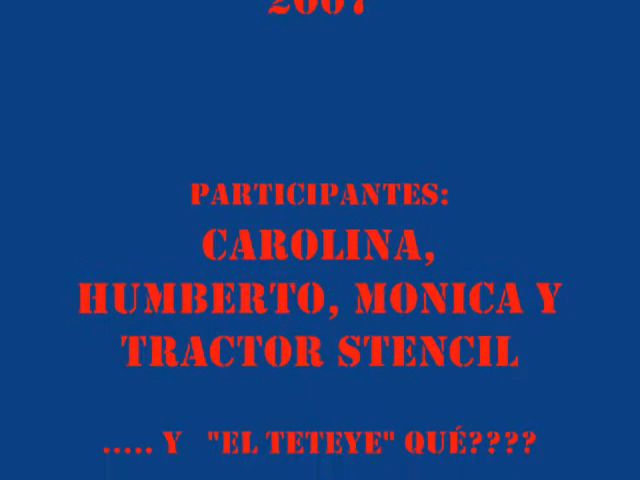 2007
PARTICIPANTES:
CAROLINA,
HUMBERTO, MONICA Y
TRACTOR STENCIL
..... Y "EL TETEYE" QUÉ????